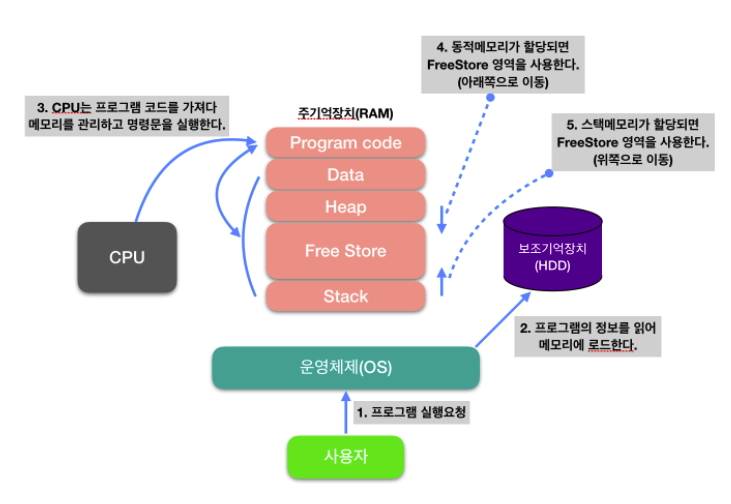 4. 동적메모리가 할당되면
FreeStore 영역을 사용한다.
(아래쪽으로 이동)
3. CPU는 프로그램 코드를 가져다
메모리를 관리하고 명령문을 실행한다.
주기억장치(RAM)
Program code
Data
Heap
Free Store
Stack
5. 스택메모리가 할당되면
FreeStore 영역을 사용한다.
(위쪽으로 이동)
CPU
보조기억장치
(HDD)
2. 프로그램의 정보를 읽어
메모리에 로드한다.
운영체제(OS)
1. 프로그램 실행요청
사용자